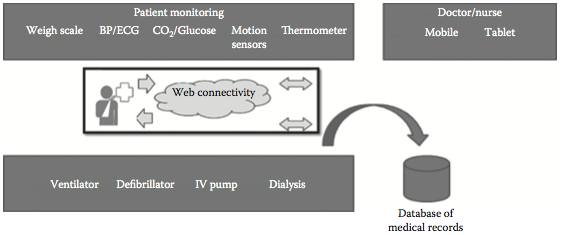 Patient monitoring
Weigh scale BP/ECG CO₂/Glucose Motion sensors Thermometer
Doctor/nurse
Mobile Tablet
Web connectivity
Ventilator Defibrillator IV pump Dialysis
Database of
medical records